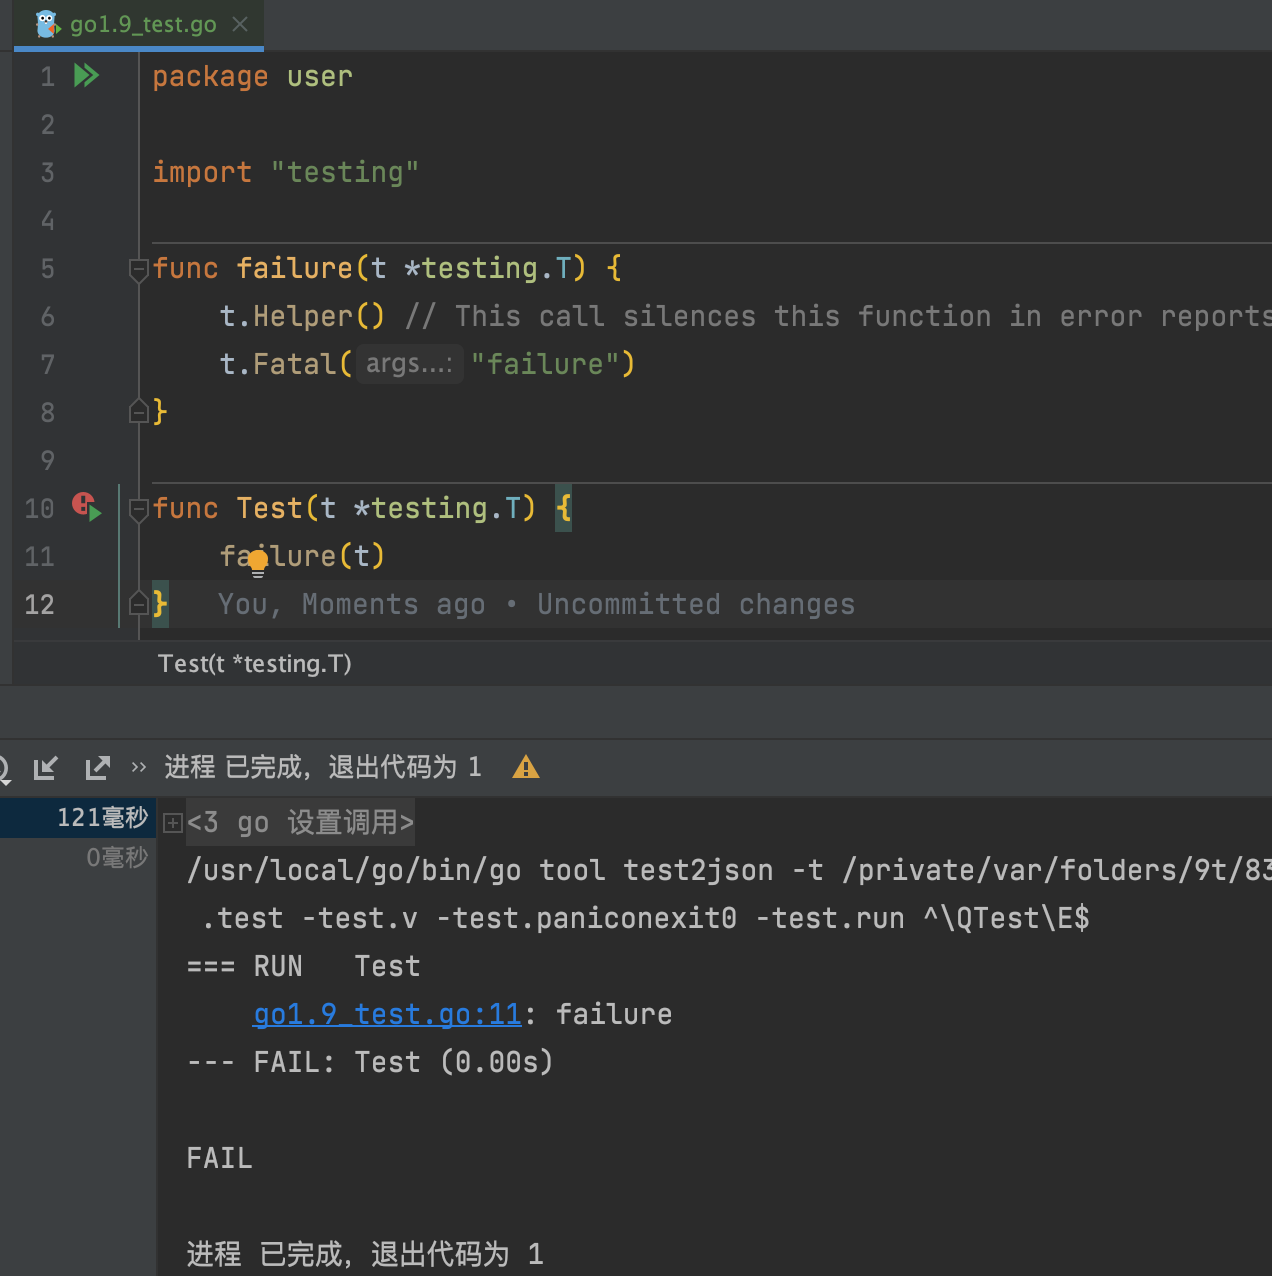 go1.9_test.go
1 package user
2
3 import "testing"
4
5 func failure(t *testing.T) {
6 t.Helper() // This call silences this function in error reports
7 t.Fatal( args...: "failure")
8 }
9
10 func Test(t *testing.T) {
11 failure(t)
12 } You, Moments ago • Uncommitted changes
Test(t *testing.T)
» 进程 已完成，退出代码为 1
121毫秒
0毫秒
<3 go 设置调用>
/usr/local/go/bin/go tool test2json -t /private/var/folders/9t/83
.test -test.v -test.paniconexit0 -test.run ^\QTest\E$
=== RUN   Test
go1.9_test.go:11: failure
--- FAIL: Test (0.00s)
FAIL
进程 已完成，退出代码为 1